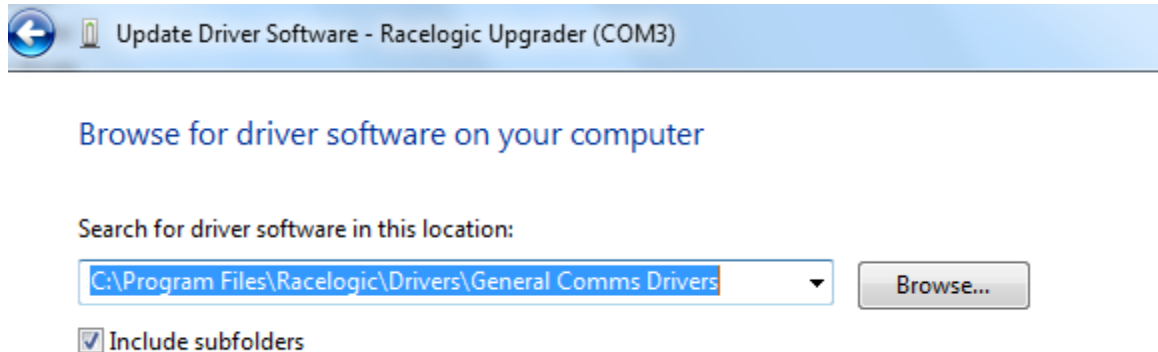 Update Driver Software - Racelogic Upgrader (COM3)
Browse for driver software on your computer
Search for driver software in this location:
C:\Program Files\Racelogic\Drivers\General Comms Drivers
Browse...
Include subfolders